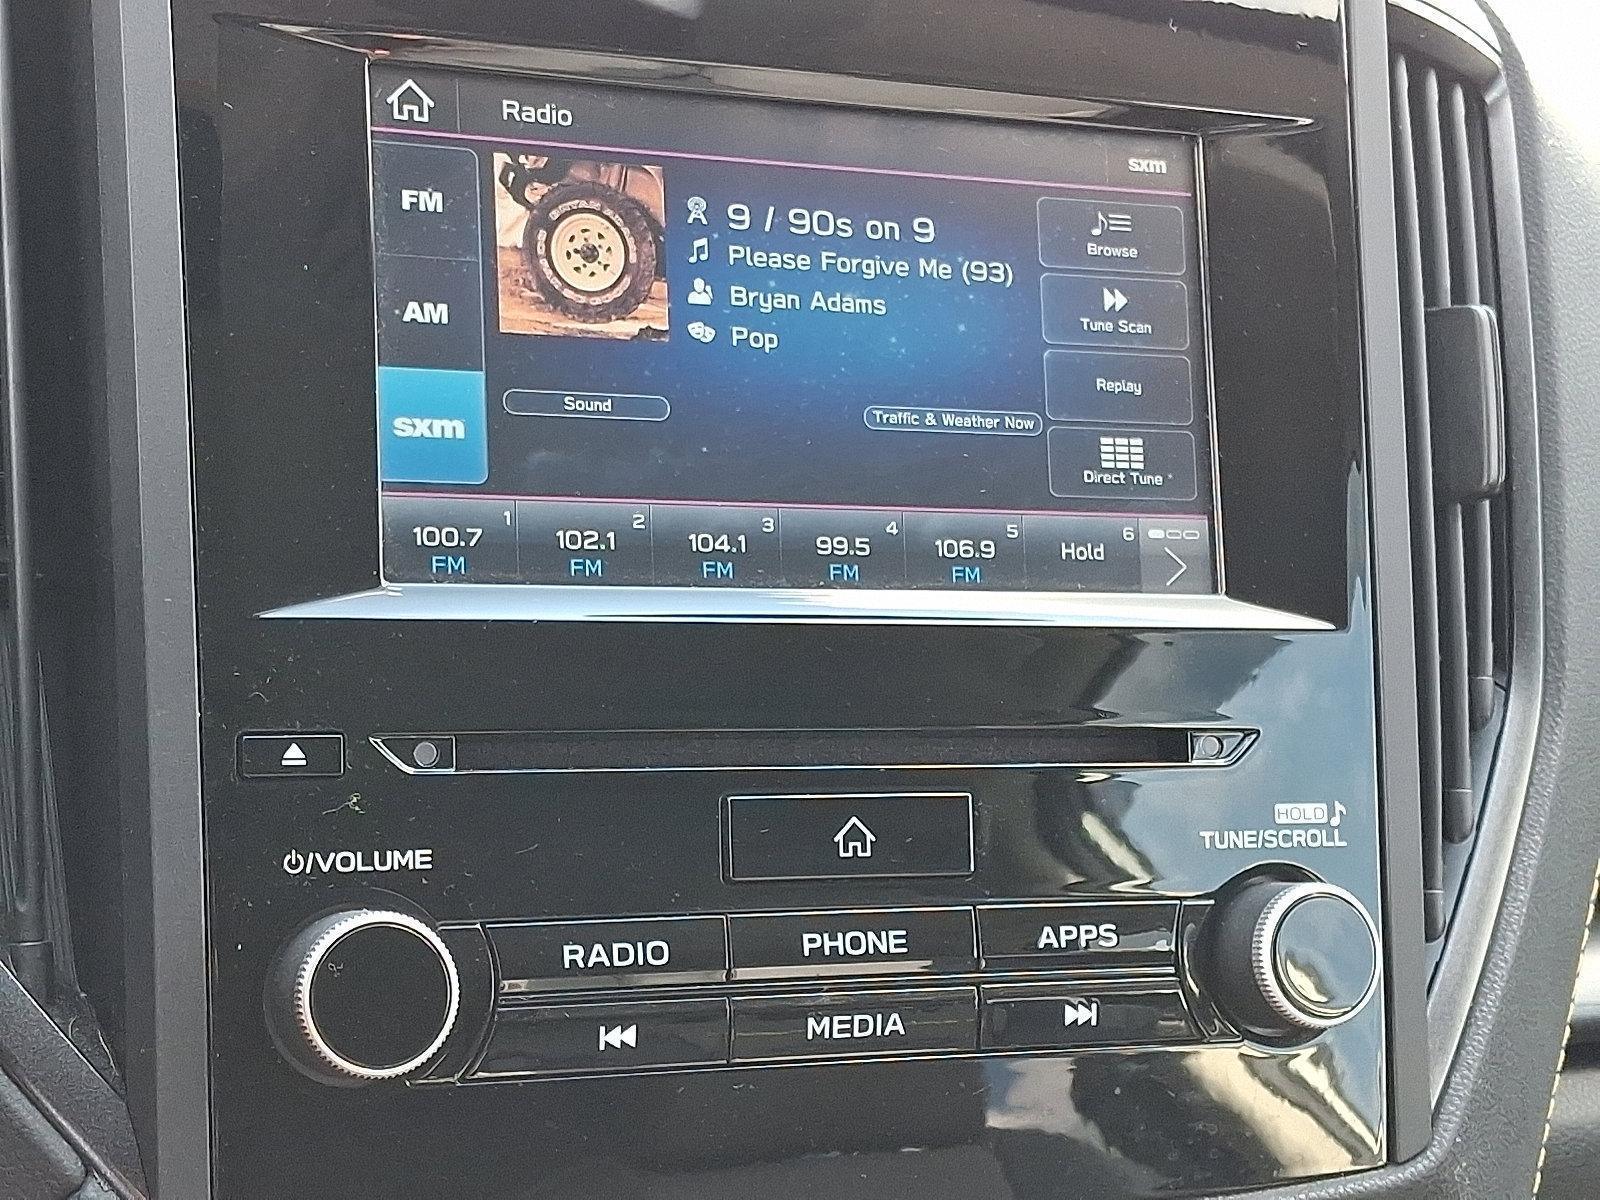 Radio
sxm
FM
AM
sxm
9 / 90s on 9
Please Forgive Me (93)
Bryan Adams
Pop
Browse
Tune Scan
Replay
Direct Tune
Sound
Traffic & Weather Now
1 2 3 4 5 6
100.7 102.1 104.1 99.5 106.9 Hold
FM FM FM FM FM
HOLD
TUNE/SCROLL
/VOLUME
RADIO PHONE APPS
MEDIA